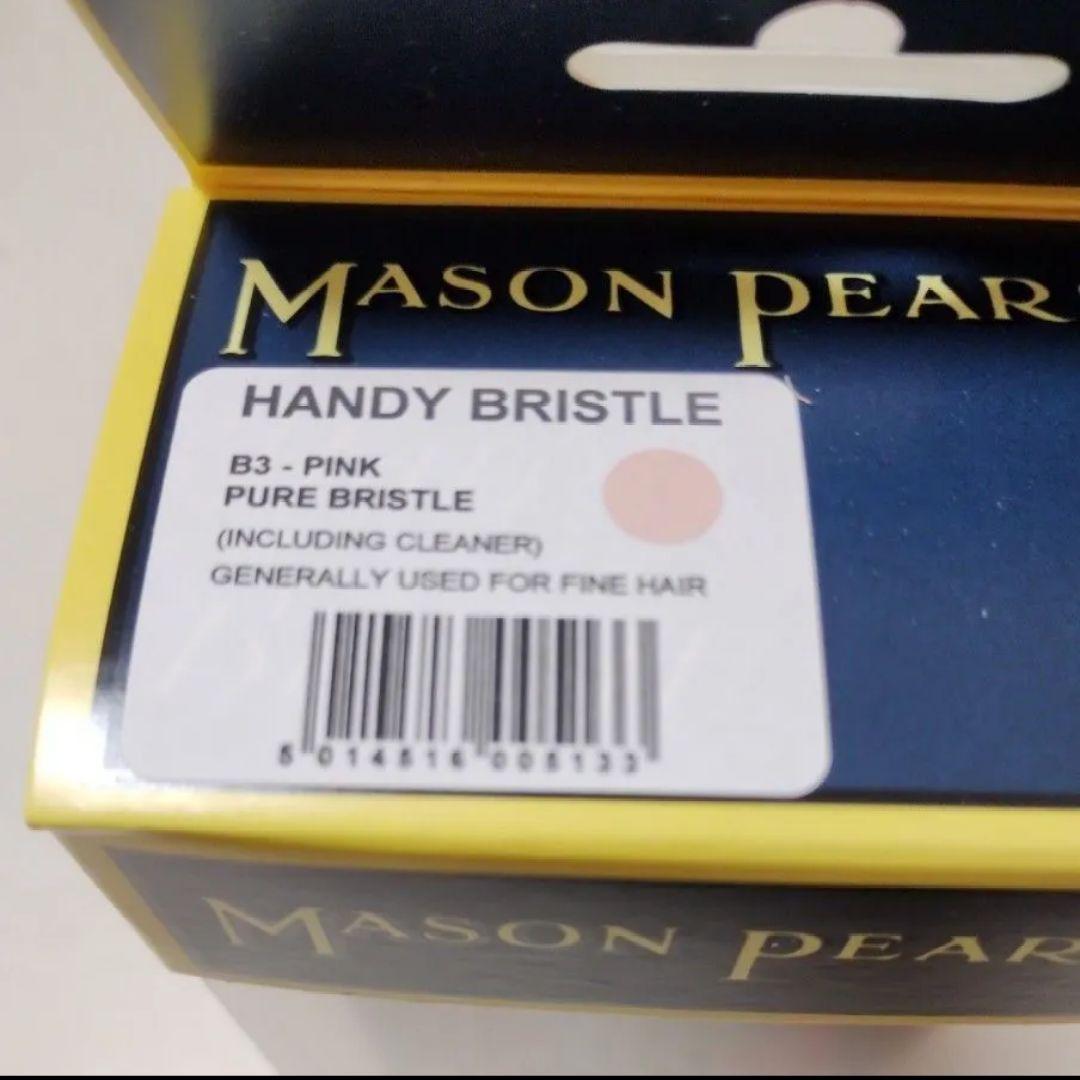 MASON PEAR
HANDY BRISTLE
B3 - PINK
PURE BRISTLE
(INCLUDING CLEANER)
GENERALLY USED FOR FINE HAIR
5 014516 005133
MASON PEAR